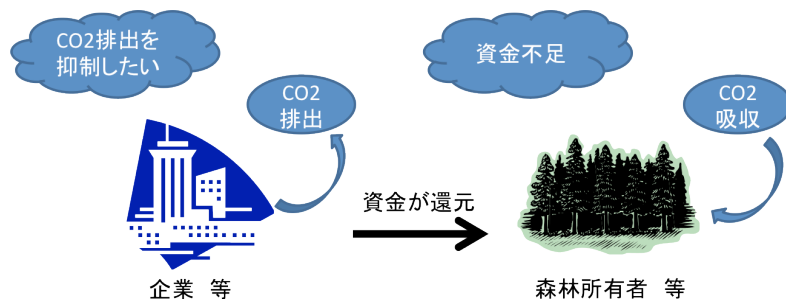 CO2排出を
抑制したい
資金不足
CO2
排出
CO2
吸収
資金が還元
企業 等
森林所有者 等